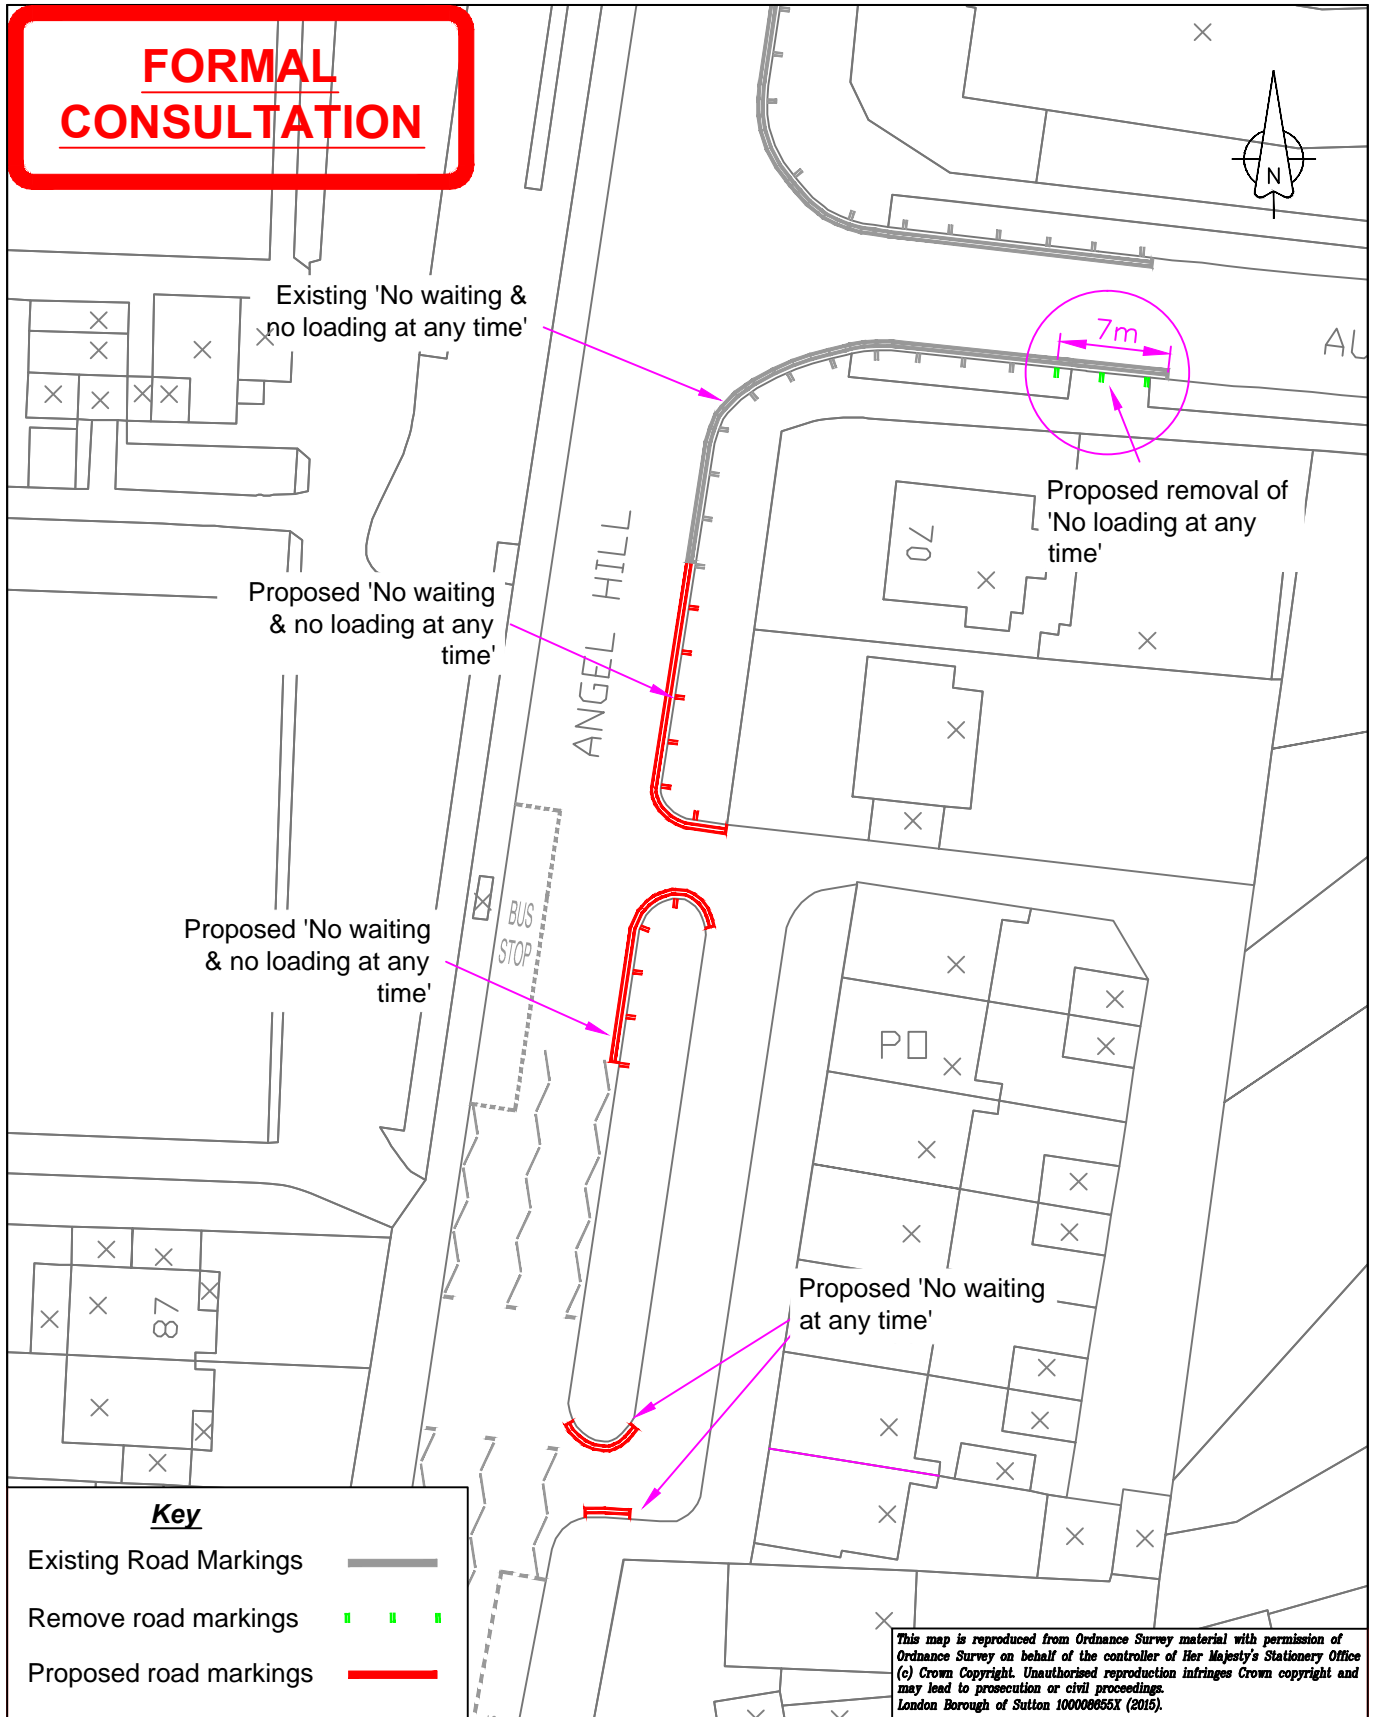 FORMAL
CONSULTATION
N
Existing 'No waiting &
no loading at any time'
7m
AU
Proposed removal of
'No loading at any
time'
70
ANGEL HILL
Proposed 'No waiting
& no loading at any
time'
BUS
STOP
Proposed 'No waiting
& no loading at any
time'
PO
Proposed 'No waiting
at any time'
87
Key
Existing Road Markings
Remove road markings
Proposed road markings
This map is reproduced from Ordnance Survey material with permission of
Ordnance Survey on behalf of the controller of Her Majesty's Stationery Office
(c) Crown Copyright. Unauthorised reproduction infringes Crown copyright and
may lead to prosecution or civil proceedings.
London Borough of Sutton 100008655X (2015).